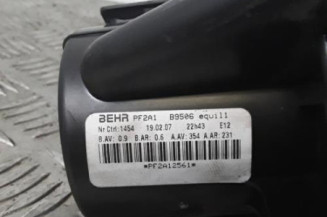 BEHR PF2A1 B9506 equili
Nr Ctrl:1454 19.02.07 22h43 E12
B.AV: 0.9 B.AR: 0.6 A.AV:354 A.AR:231
*PF2A12561*